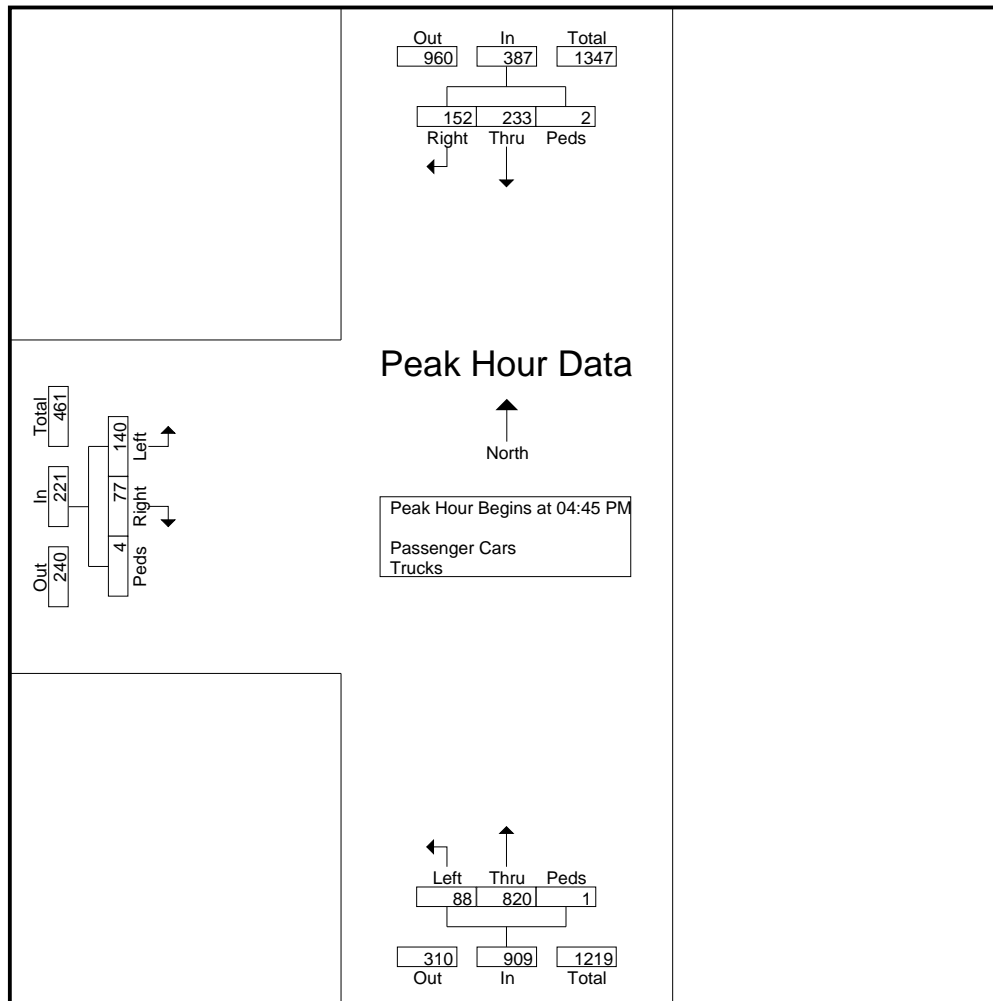 Out In Total
960 387 1347
152 233 2
Right Thru Peds
Peak Hour Data
North
Peak Hour Begins at 04:45 PM
Passenger Cars
Trucks
Out In Total
240 221 461
4 77 140
Peds Right Left
Left Thru Peds
88 820 1
310 909 1219
Out In Total